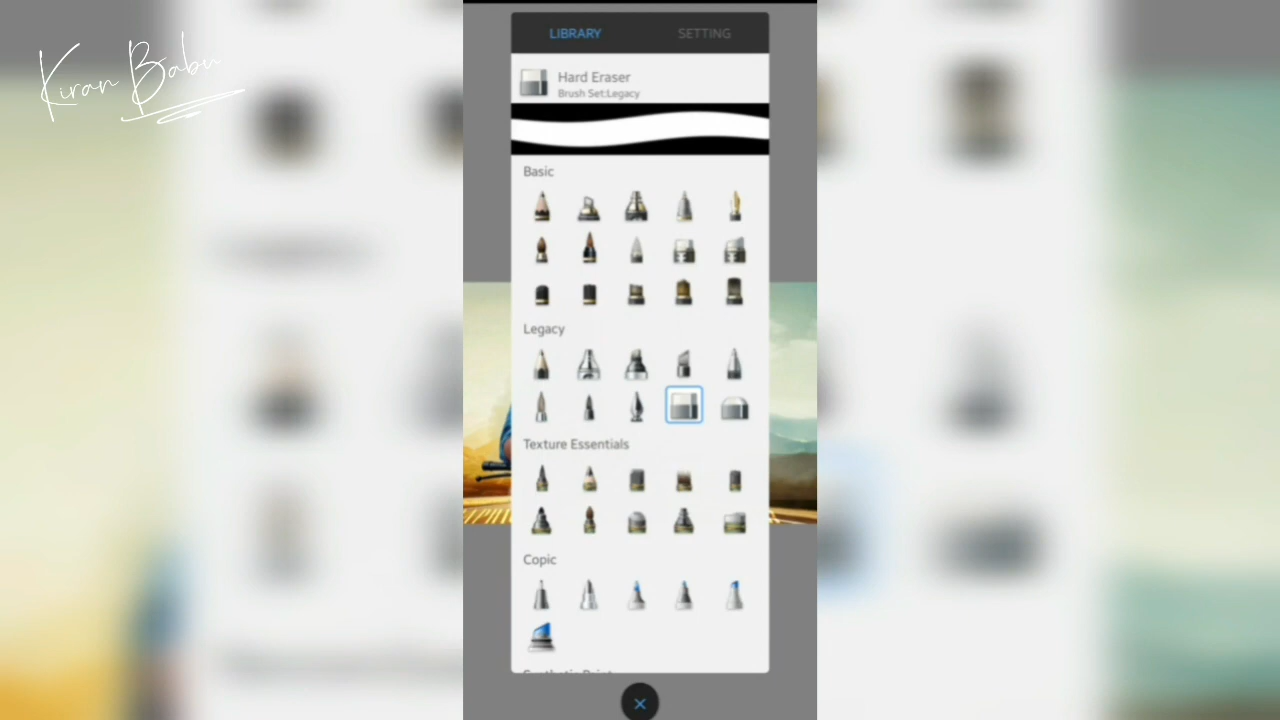 Kiran Babu
LIBRARY SETTING
Hard Eraser
Brush Set:Legacy
Basic
Legacy
Texture Essentials
Copic